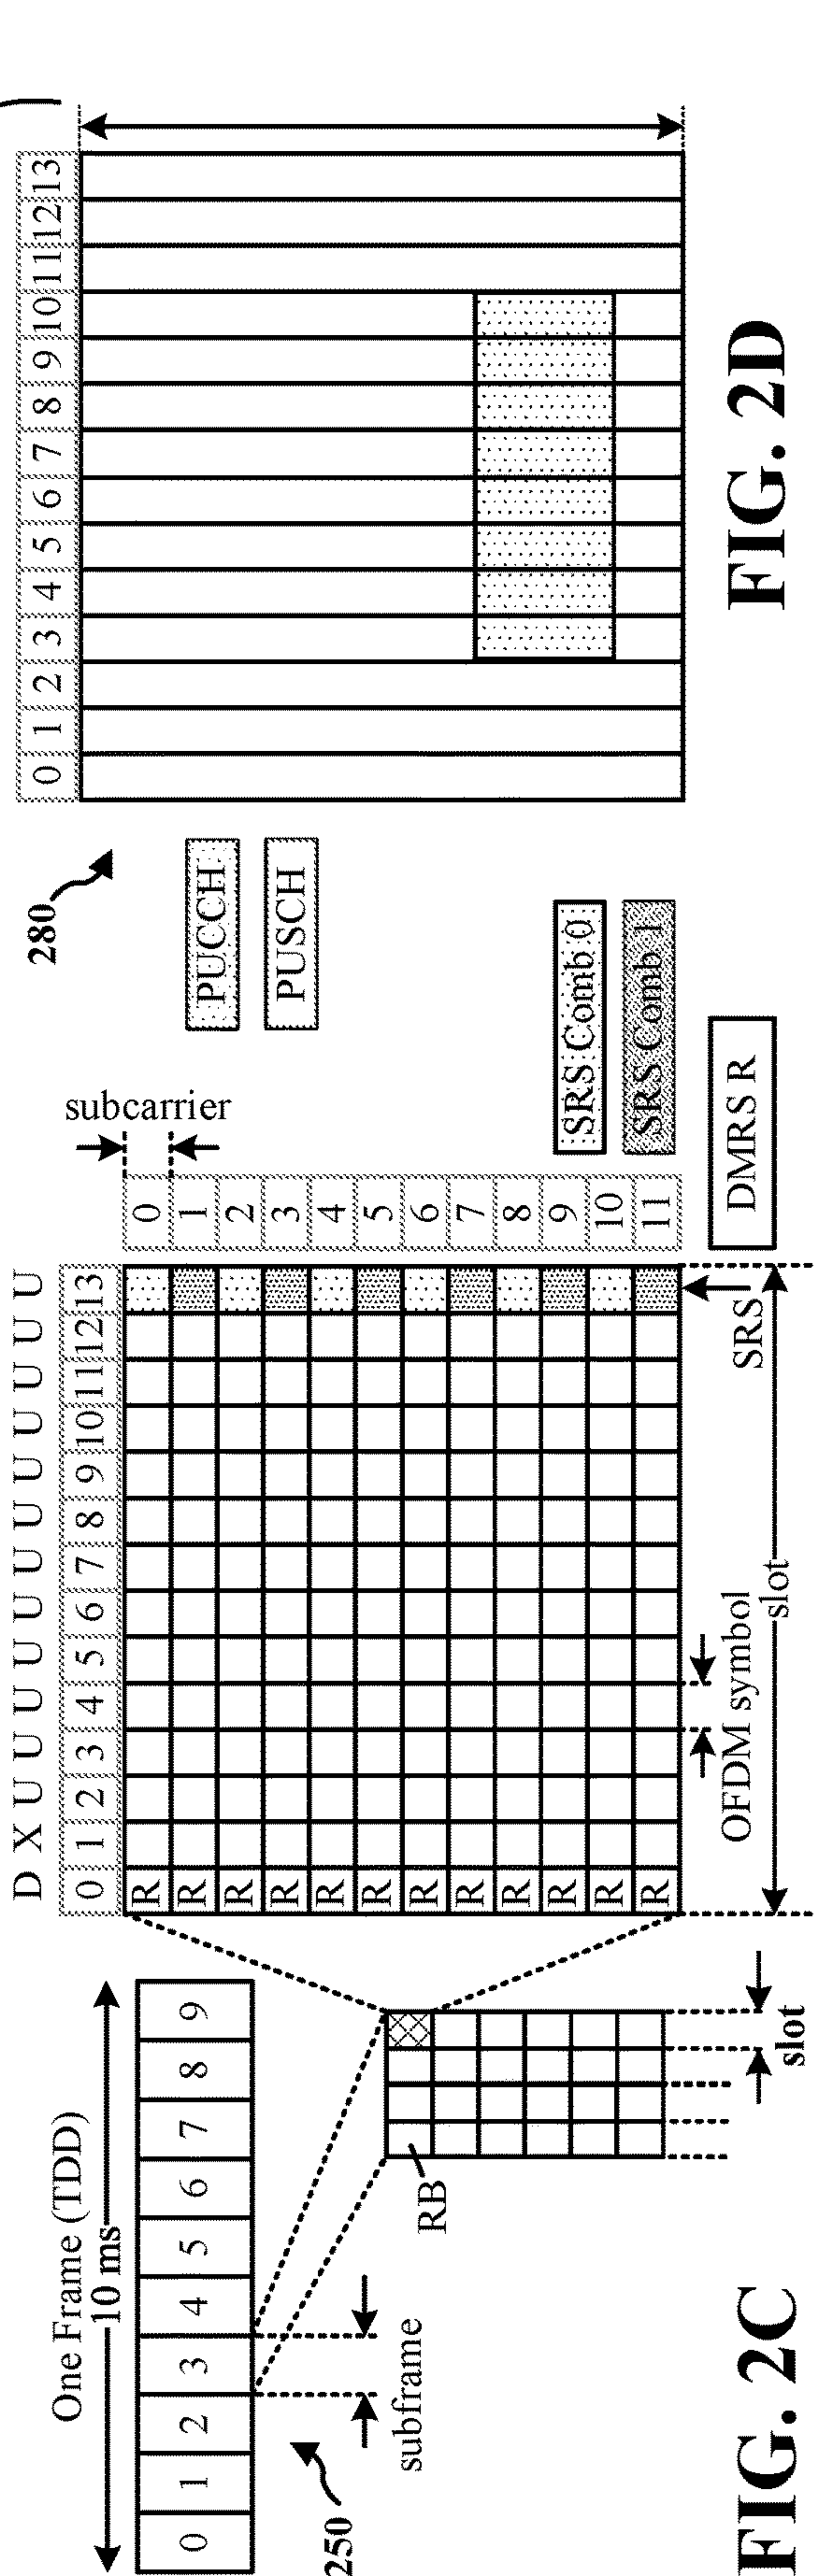 One Frame (TDD)
10 ms
0 1 2 3 4 5 6 7 8 9
250
subframe
RB
slot
FIG. 2C
D X U U U U U U U U U U U U
0 1 2 3 4 5 6 7 8 9 10 11 12 13
subcarrier
R 0
R 1
R 2
R 3
R 4
R 5
R 6
R 7
R 8
R 9
R 10
R 11
OFDM symbol
SRS
slot
280
PUCCH
PUSCH
SRS Comb 0
SRS Comb 1
DMRS R
0 1 2 3 4 5 6 7 8 9 10 11 12 13
FIG. 2D